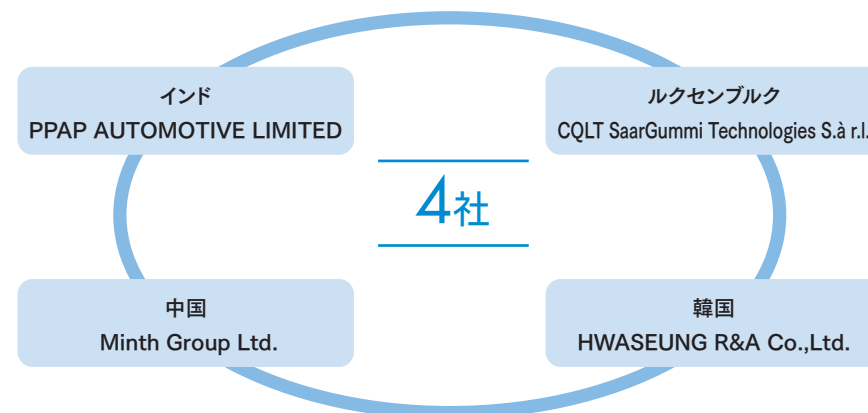 インド
PPAP AUTOMOTIVE LIMITED
ルクセンブルク
CQLT SaarGummi Technologies S.à r.l.
4社
中国
Minth Group Ltd.
韓国
HWASEUNG R&A Co.,Ltd.